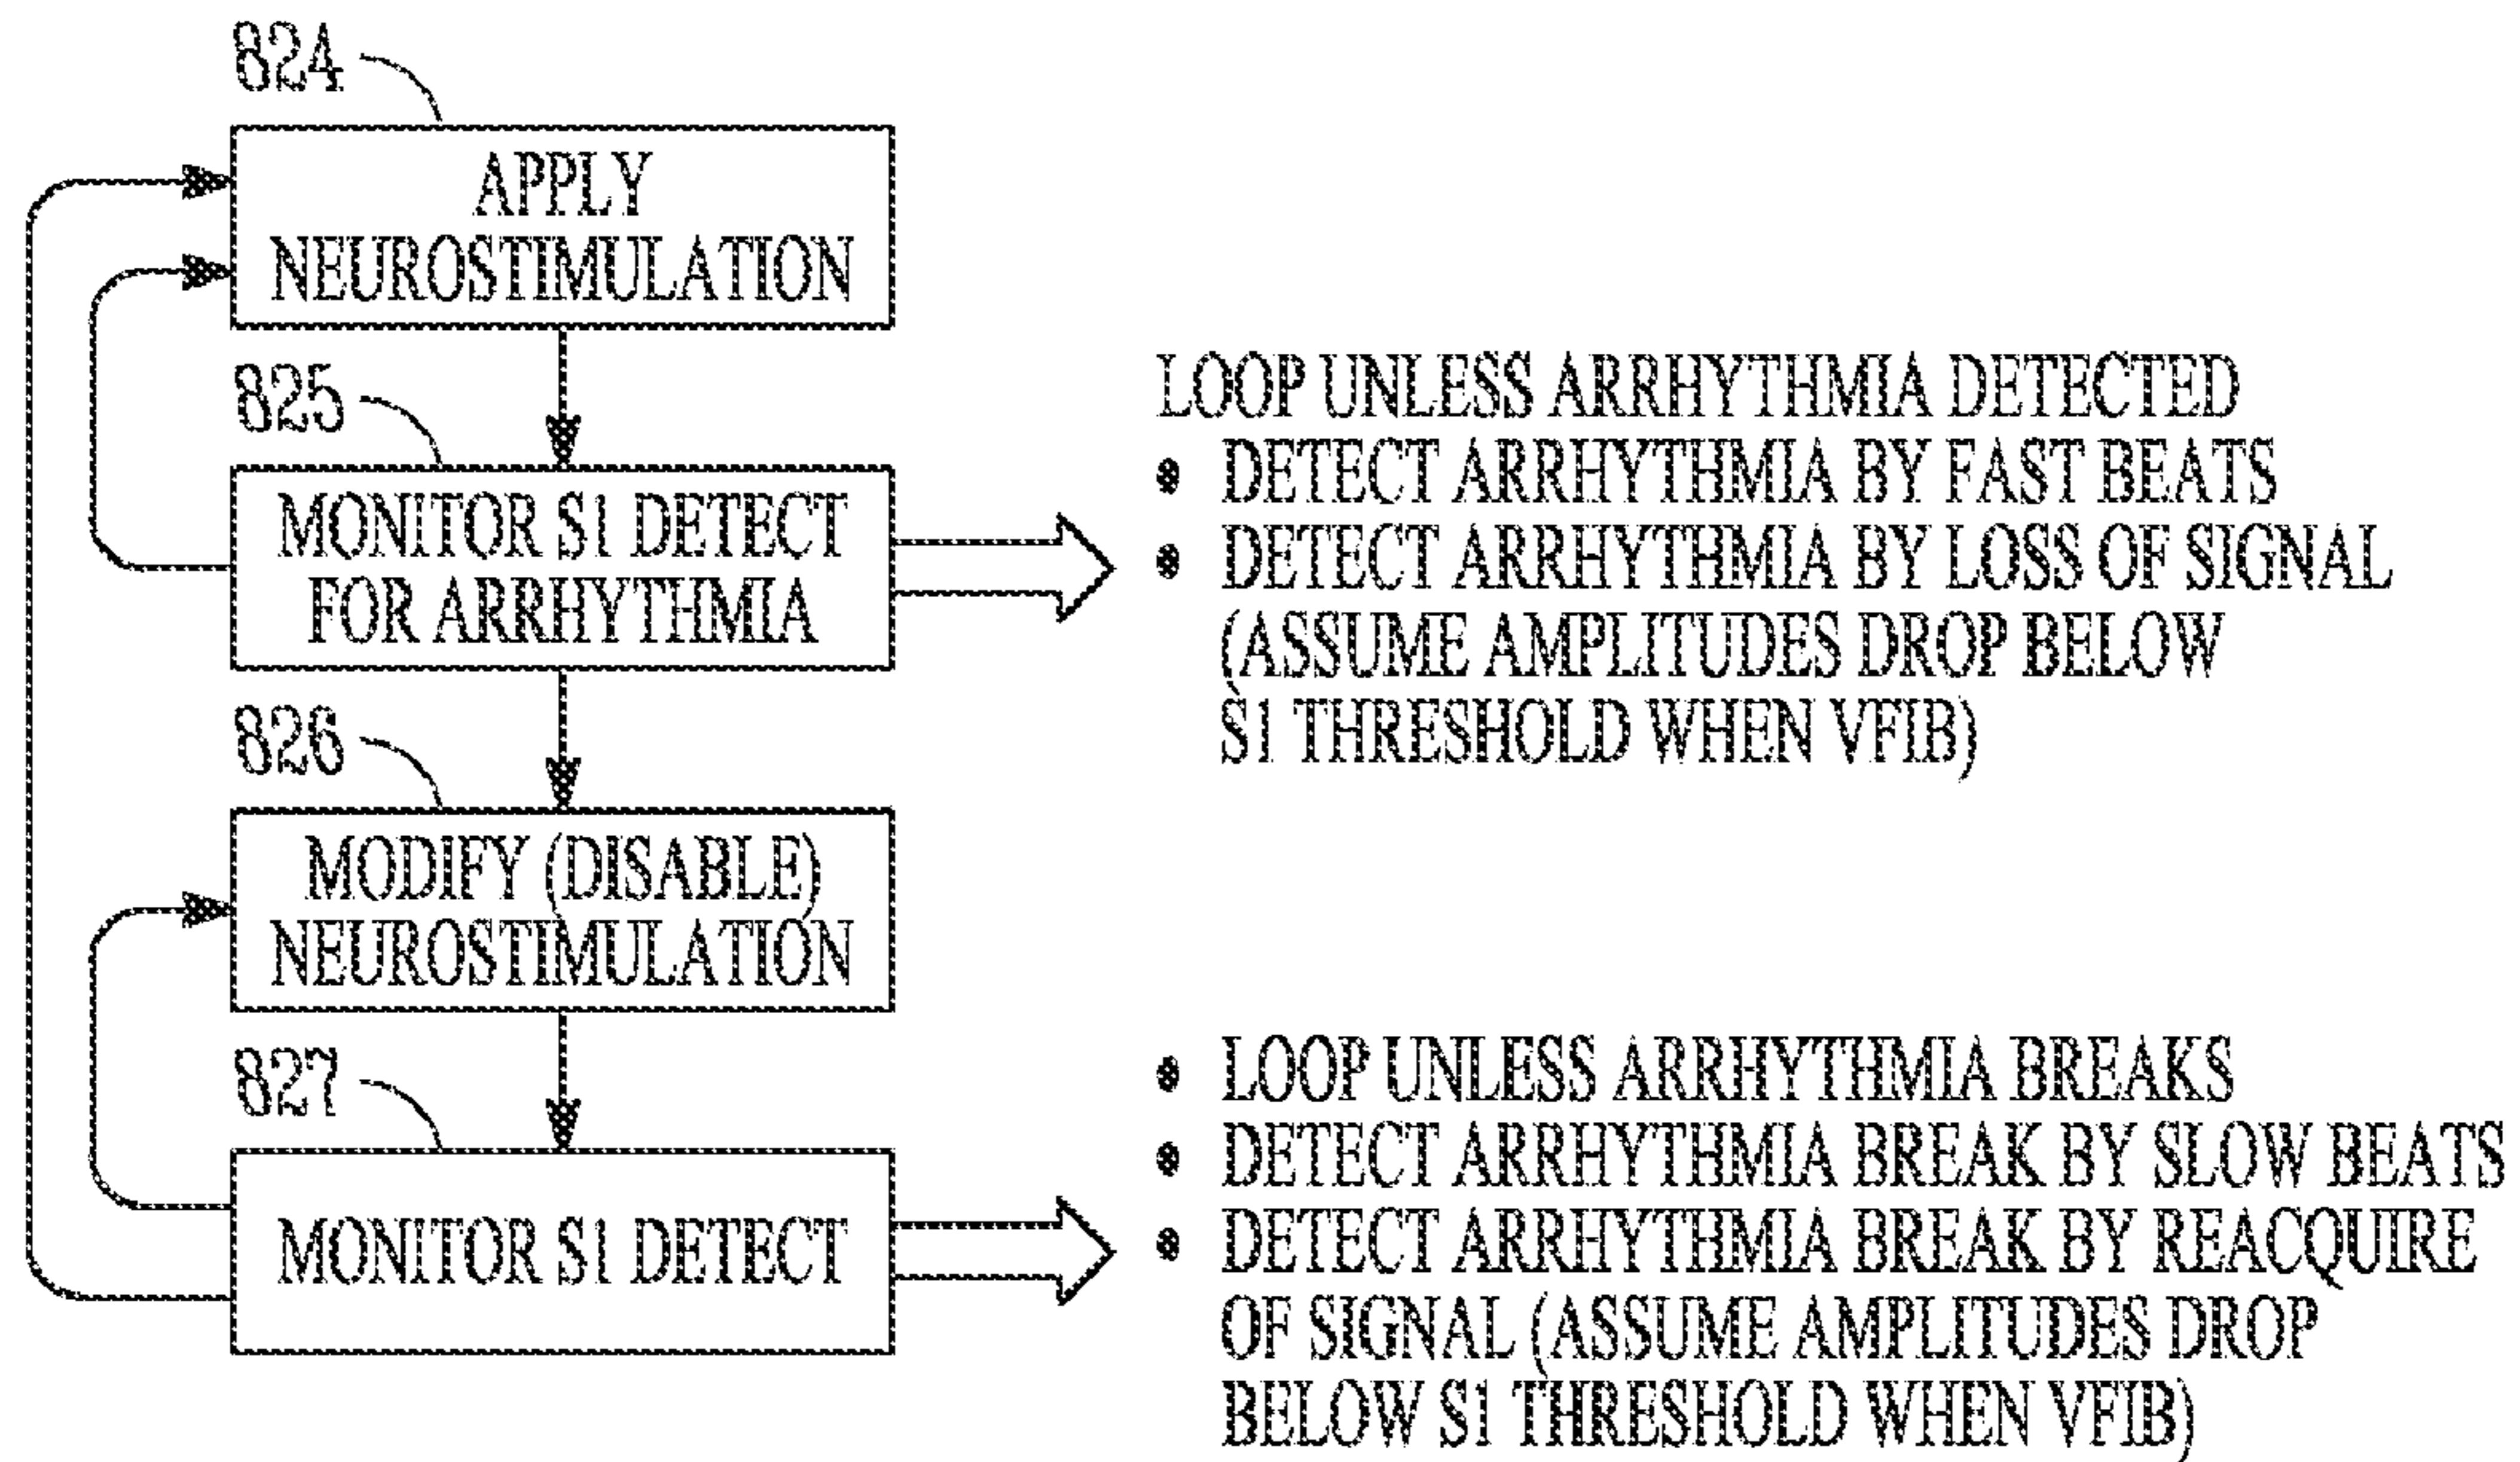 824
APPLY
NEUROSTIMULATION
825
MONITOR S1 DETECT
FOR ARRHYTHMIA
LOOP UNLESS ARRHYTHMIA DETECTED
• DETECT ARRHYTHMIA BY FAST BEATS
• DETECT ARRHYTHMIA BY LOSS OF SIGNAL
(ASSUME AMPLITUDES DROP BELOW
S1 THRESHOLD WHEN VFIB)
826
MODIFY (DISABLE)
NEUROSTIMULATION
827
MONITOR S1 DETECT
• LOOP UNLESS ARRHYTHMIA BREAKS
• DETECT ARRHYTHMIA BREAK BY SLOW BEATS
• DETECT ARRHYTHMIA BREAK BY REACQUIRE
OF SIGNAL (ASSUME AMPLITUDES DROP
BELOW S1 THRESHOLD WHEN VFIB)